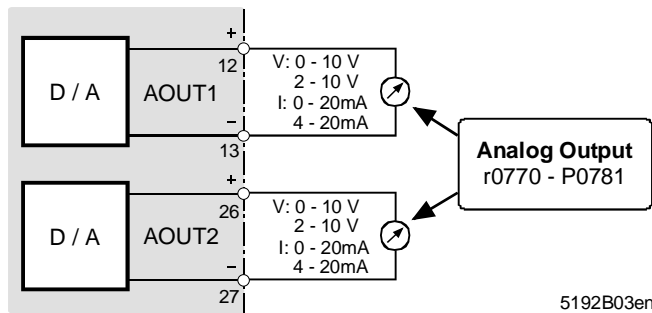 +
12
D / A
AOUT1
–
13
V: 0 - 10 V
2 - 10 V
I: 0 - 20mA
4 - 20mA
+
26
D / A
AOUT2
–
27
V: 0 - 10 V
2 - 10 V
I: 0 - 20mA
4 - 20mA
Analog Output
r0770 - P0781
5192B03en